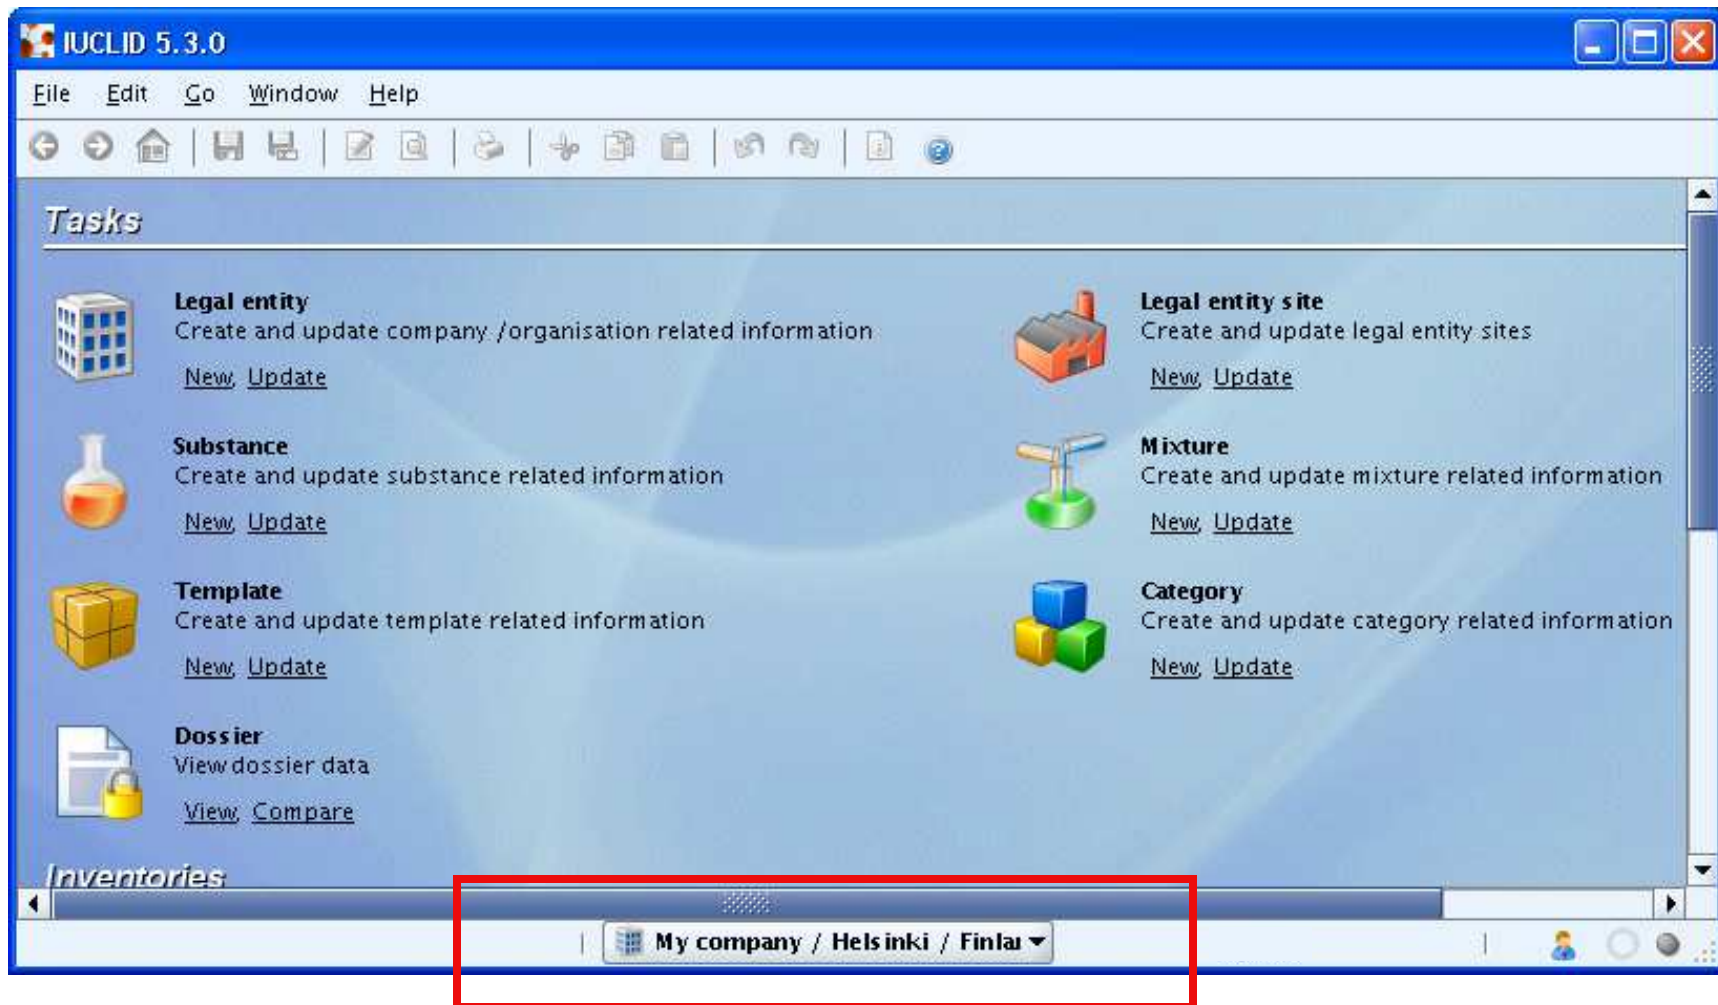 IUCLID 5.3.0
File Edit Go Window Help
Tasks
Legal entity
Create and update company /organisation related information
New, Update
Legal entity site
Create and update legal entity sites
New, Update
Substance
Create and update substance related information
New, Update
Mixture
Create and update mixture related information
New, Update
Template
Create and update template related information
New, Update
Category
Create and update category related information
New, Update
Dossier
View dossier data
View, Compare
Inventories
My company / Helsinki / Finla